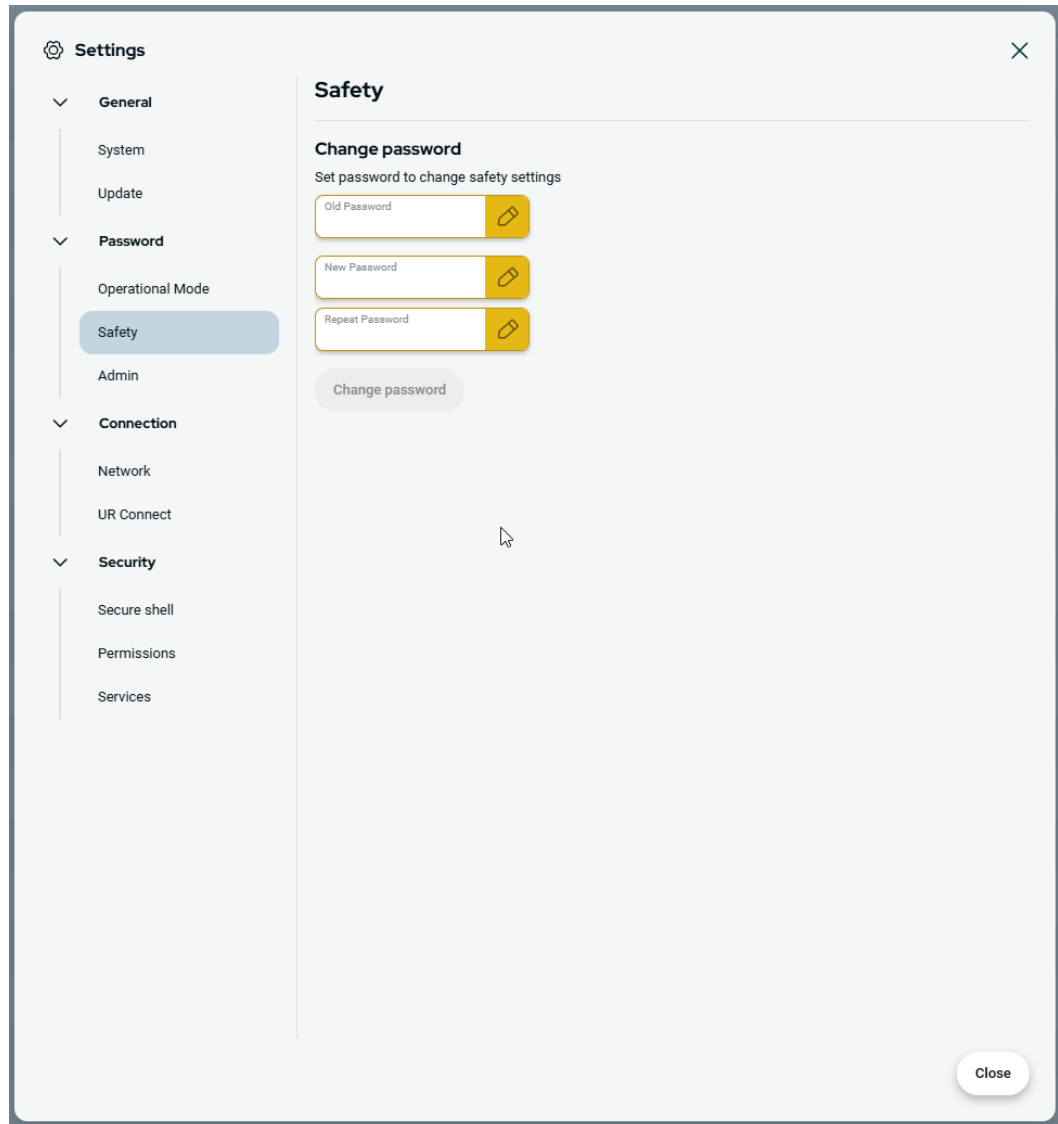 Settings
General
System
Update
Password
Operational Mode
Safety
Admin
Connection
Network
UR Connect
Security
Secure shell
Permissions
Services
Safety
Change password
Set password to change safety settings
Old Password
New Password
Repeat Password
Change password
Close